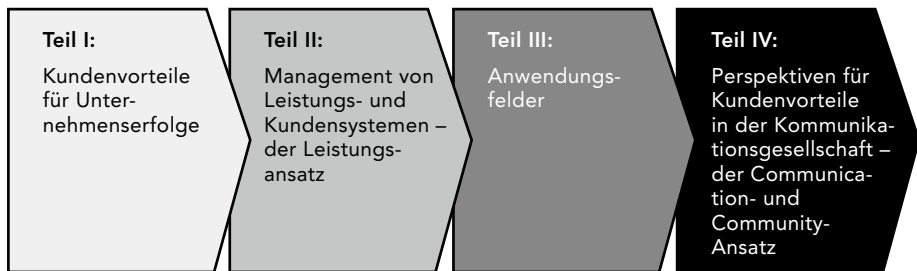 Teil I:
Kundenvorteile
für Unter-
nehmenserfolge
Teil II:
Management von
Leistungs- und
Kundensystemen –
der Leistungs-
ansatz
Teil III:
Anwendungs-
felder
Teil IV:
Perspektiven für
Kundenvorteile
in der Kommunika-
tionsgesellschaft –
der Communica-
tion- und
Community-
Ansatz